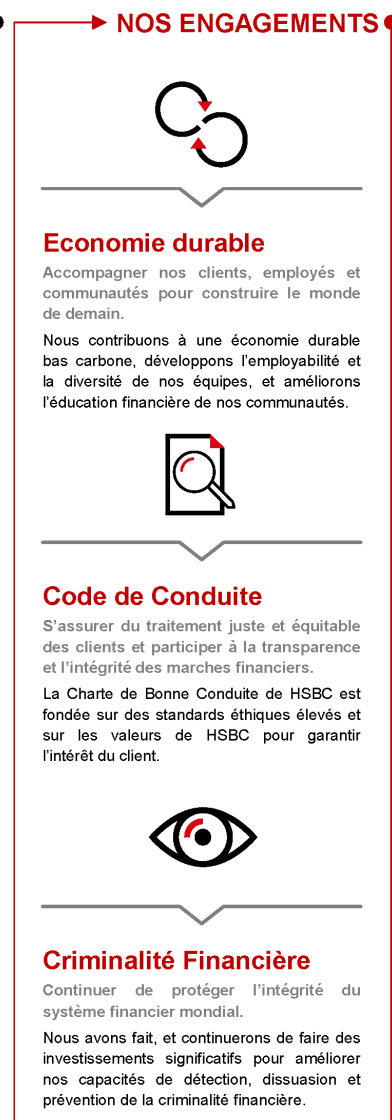 NOS ENGAGEMENTS
Economie durable
Accompagner nos clients, employés et
communautés pour construire le monde
de demain.
Nous contribuons à une économie durable
bas carbone, développons l'employabilité et
la diversité de nos équipes, et améliorons
l'éducation financière de nos communautés.
Code de Conduite
S'assurer du traitement juste et équitable
des clients et participer à la transparence
et l'intégrité des marches financiers.
La Charte de Bonne Conduite de HSBC est
fondée sur des standards éthiques élevés et
sur les valeurs de HSBC pour garantir
l'intérêt du client.
Criminalité Financière
Continuer de protéger l'intégrité du
système financier mondial.
Nous avons fait, et continuerons de faire des
investissements significatifs pour améliorer
nos capacités de détection, dissuasion et
prévention de la criminalité financière.